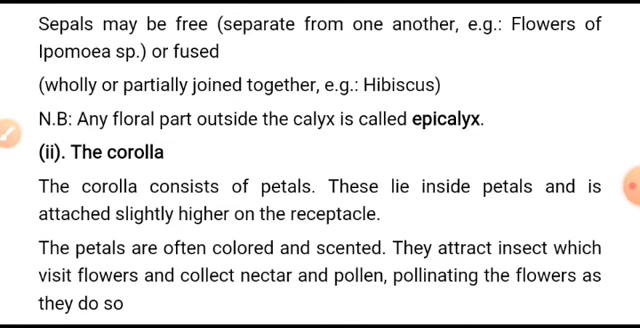 Sepals may be free (separate from one another, e.g.: Flowers of
Ipomoea sp.) or fused
(wholly or partially joined together, e.g.: Hibiscus)
N.B: Any floral part outside the calyx is called epicalyx.
(ii). The corolla
The corolla consists of petals. These lie inside petals and is
attached slightly higher on the receptacle.
The petals are often colored and scented. They attract insect which
visit flowers and collect nectar and pollen, pollinating the flowers as
they do so